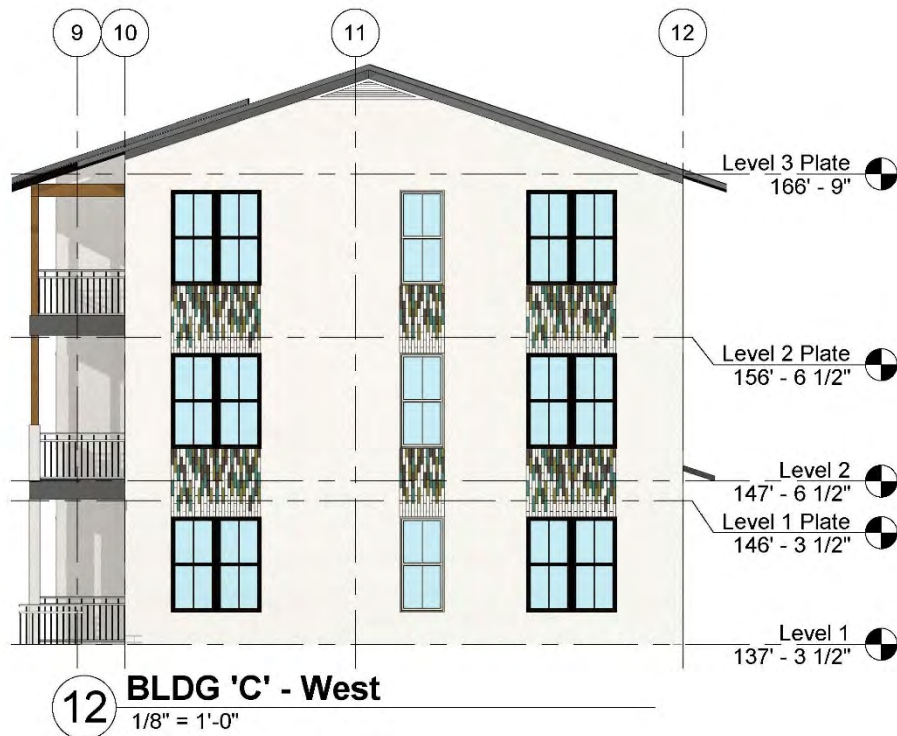 9
10
11
12
Level 3 Plate
166' - 9"
Level 2 Plate
156' - 6 1/2"
Level 2
147' - 6 1/2"
Level 1 Plate
146' - 3 1/2"
Level 1
137' - 3 1/2"
12
BLDG 'C' - West
1/8" = 1'-0"